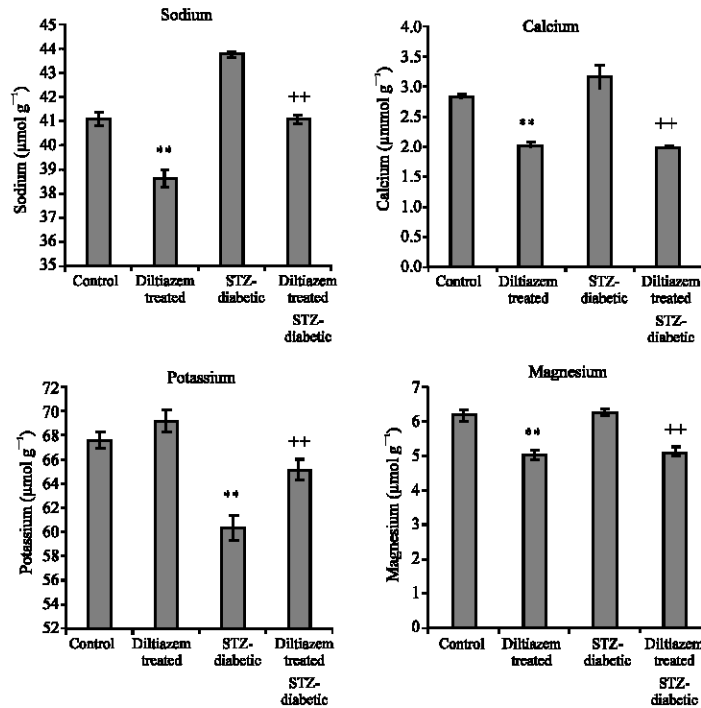 Sodium
Sodium (µmol g⁻¹)
44
43
42
41
40
39
38
37
36
35
**
++
Control
Diltiazem treated
STZ-diabetic
Diltiazem treated
STZ-diabetic
Calcium
Calcium (µmmol g⁻¹)
4.0
3.5
3.0
2.5
2.0
1.5
1.0
0.5
0.0
**
++
Control
Diltiazem treated
STZ-diabetic
Diltiazem treated
STZ-diabetic
Potassium
Potassium (µmol g⁻¹)
72
70
68
66
64
62
60
58
56
54
52
**
++
Control
Diltiazem treated
STZ-diabetic
Diltiazem treated
STZ-diabetic
Magnesium
Magnesium (µmol g⁻¹)
7
6
5
4
3
2
1
0
**
++
Control
Diltiazem treated
STZ-diabetic
Diltiazem treated
STZ-diabetic